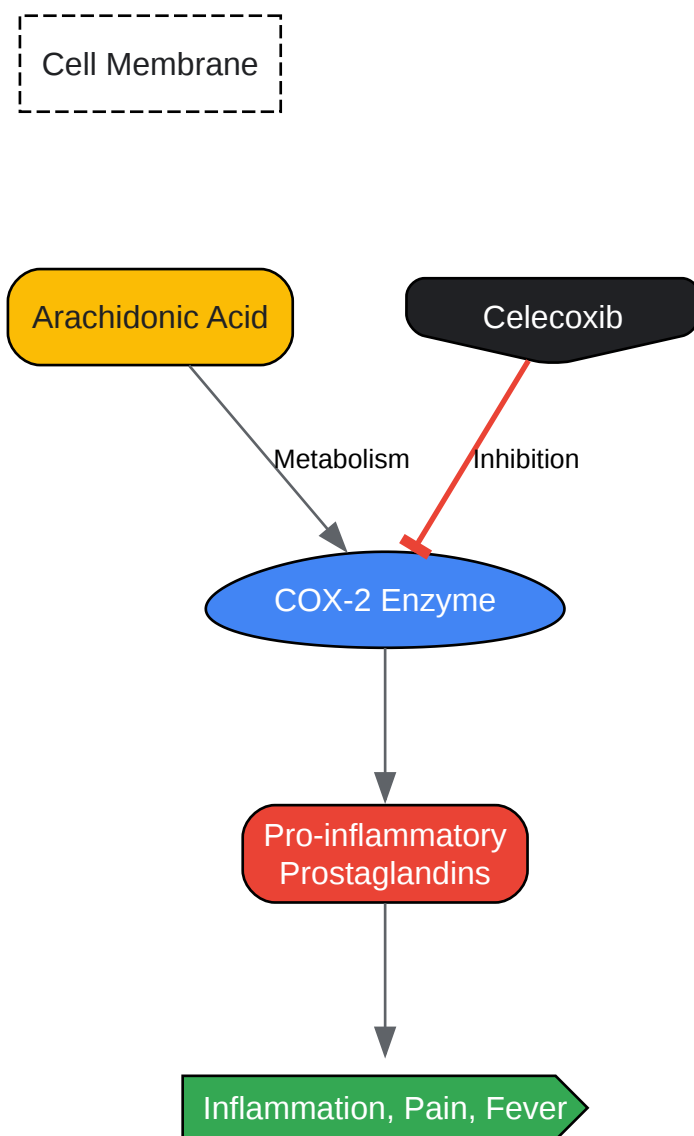 Cell Membrane
Arachidonic Acid
Celecoxib
Metabolism
Inhibition
COX-2 Enzyme
Pro-inflammatory
Prostaglandins
Inflammation, Pain, Fever